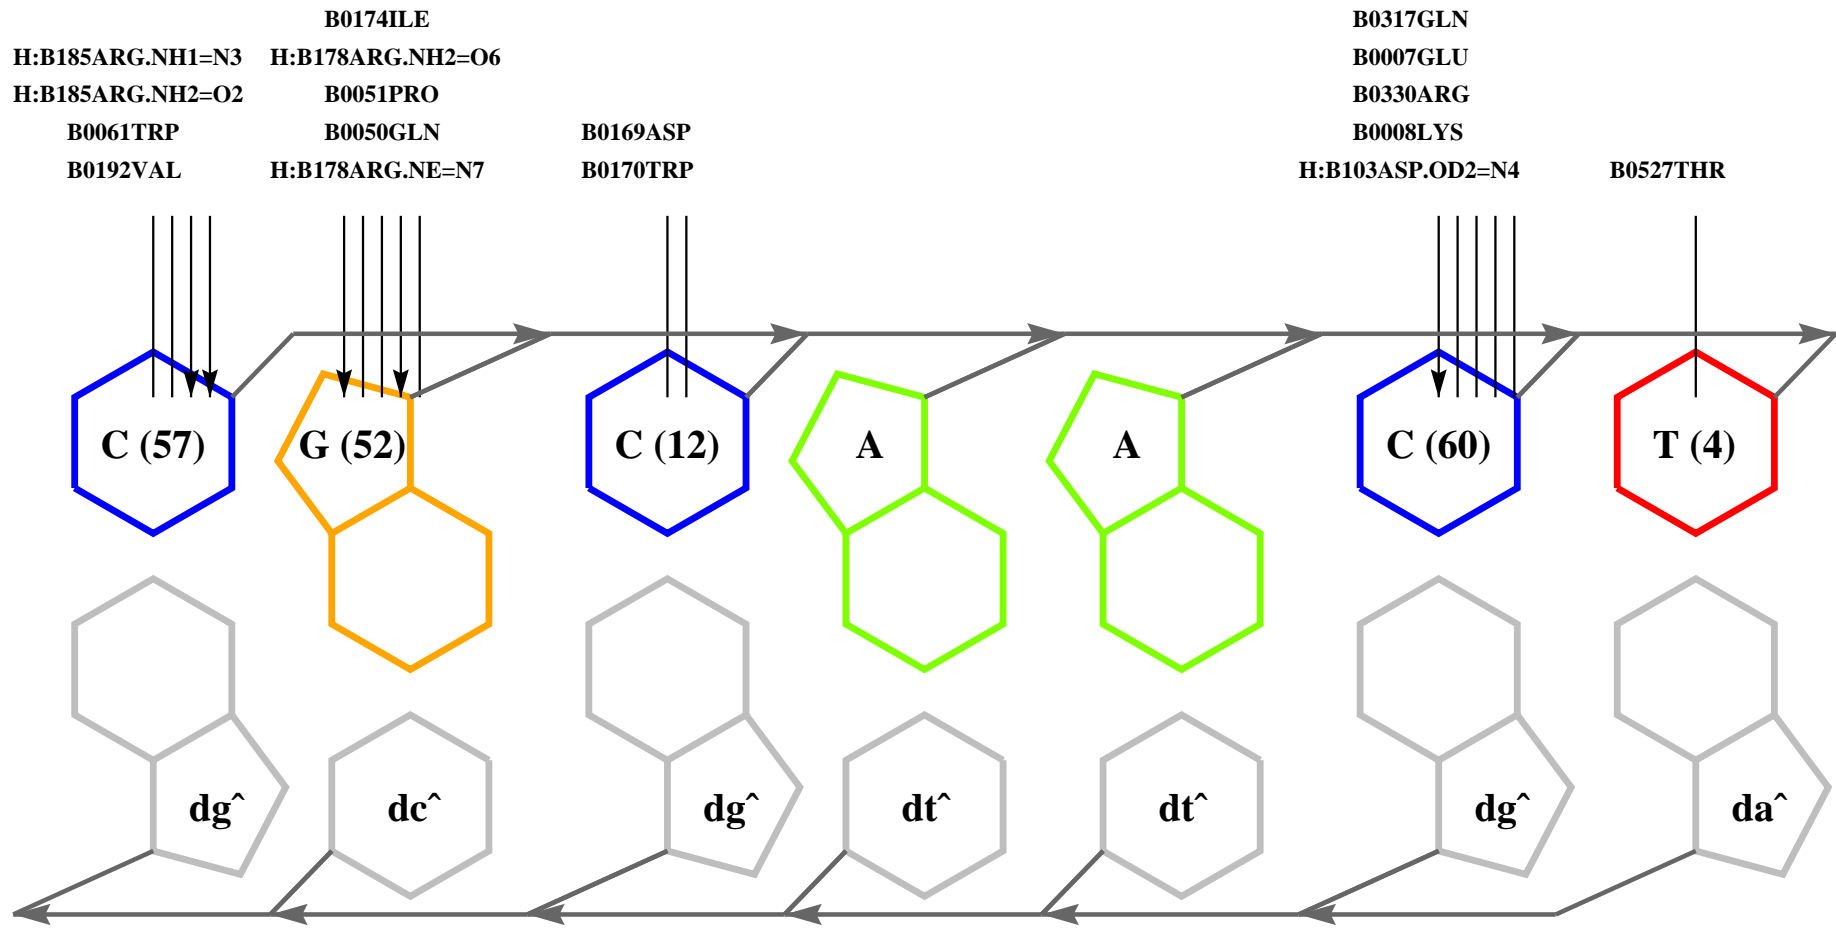 B0174ILE
B0317GLN
H:B185ARG.NH1=N3
H:B178ARG.NH2=O6
B0007GLU
H:B185ARG.NH2=O2
B0051PRO
B0330ARG
B0061TRP
B0050GLN
B0169ASP
B0008LYS
B0192VAL
H:B178ARG.NE=N7
B0170TRP
H:B103ASP.OD2=N4
B0527THR
C (57)
G (52)
C (12)
A
A
C (60)
T (4)
dg^
dc^
dg^
dt^
dt^
dg^
da^